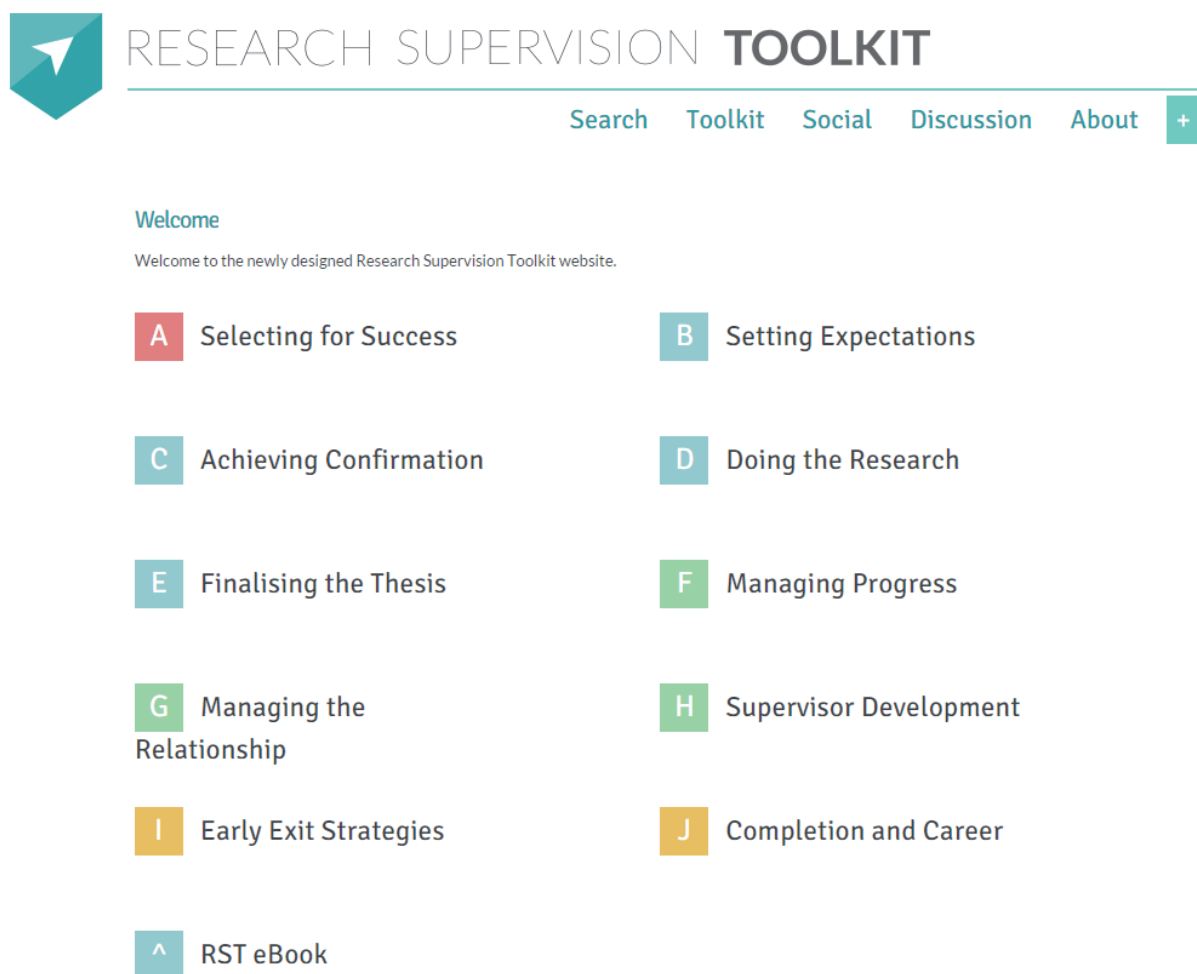 RESEARCH SUPERVISION TOOLKIT
Search Toolkit Social Discussion About +
Welcome
Welcome to the newly designed Research Supervision Toolkit website.
A Selecting for Success
B Setting Expectations
C Achieving Confirmation
D Doing the Research
E Finalising the Thesis
F Managing Progress
G Managing the
Relationship
H Supervisor Development
I Early Exit Strategies
J Completion and Career
^ RST eBook